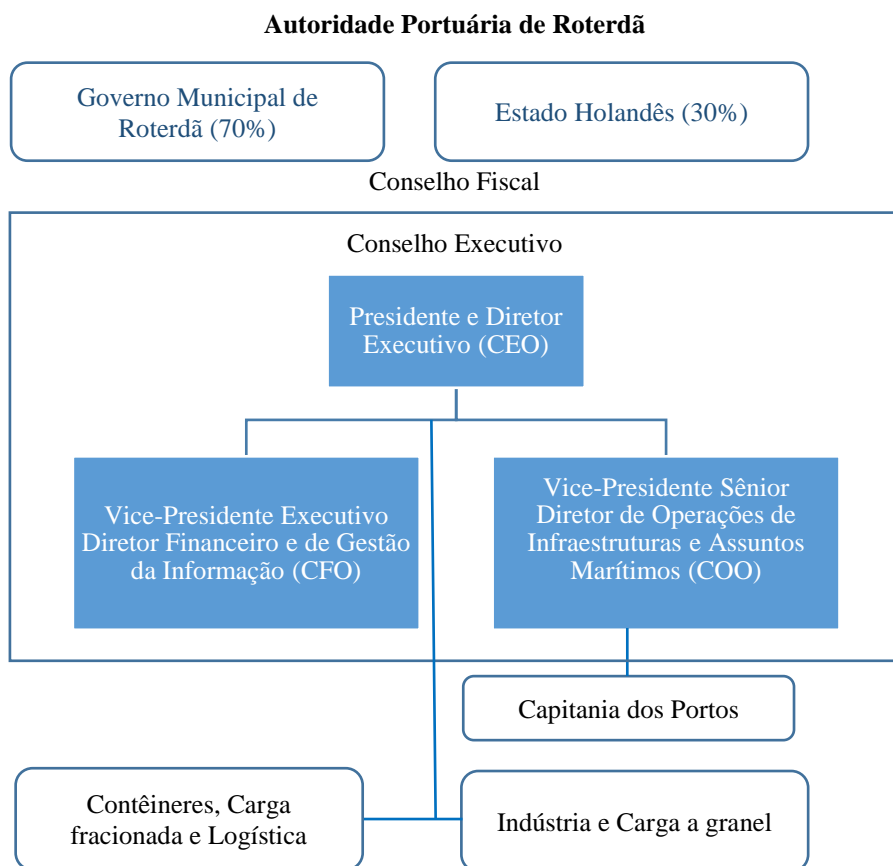 Autoridade Portuária de Roterdã
Governo Municipal de
Roterdã (70%)
Estado Holandês (30%)
Conselho Fiscal
Conselho Executivo
Presidente e Diretor
Executivo (CEO)
Vice-Presidente Executivo
Diretor Financeiro e de Gestão
da Informação (CFO)
Vice-Presidente Sênior
Diretor de Operações de
Infraestruturas e Assuntos
Marítimos (COO)
Capitania dos Portos
Contêineres, Carga
fracionada e Logística
Indústria e Carga a granel